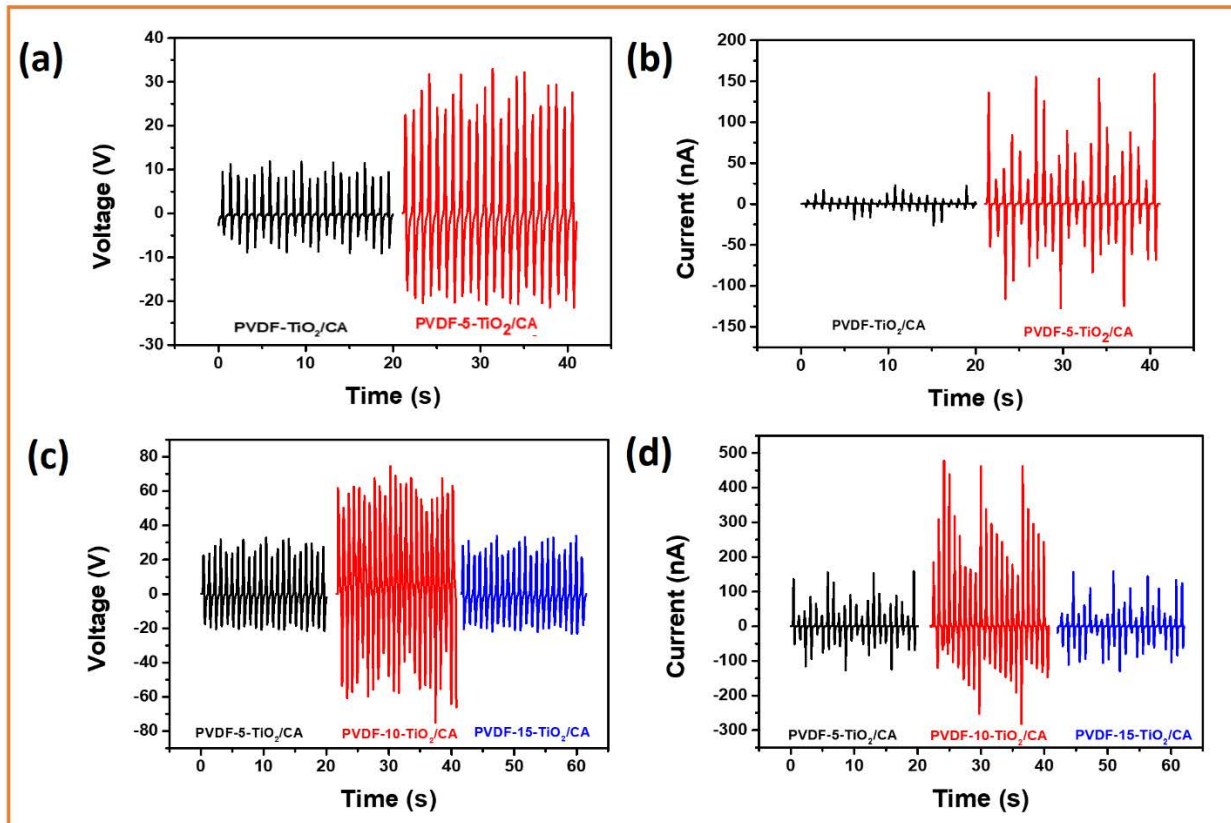 (a)
40
30
20
10
0
-10
-20
-30
Voltage (V)
PVDF-TiO₂/CA
PVDF-5-TiO₂/CA
0 10 20 30 40
Time (s)
(b)
200
150
100
50
0
-50
-100
-150
Current (nA)
PVDF-TiO₂/CA
PVDF-5-TiO₂/CA
0 10 20 30 40
Time (s)
(c)
80
60
40
20
0
-20
-40
-60
-80
Voltage (V)
PVDF-5-TiO₂/CA
PVDF-10-TiO₂/CA
PVDF-15-TiO₂/CA
0 10 20 30 40 50 60
Time (s)
(d)
500
400
300
200
100
0
-100
-200
-300
Current (nA)
PVDF-5-TiO₂/CA
PVDF-10-TiO₂/CA
PVDF-15-TiO₂/CA
0 10 20 30 40 50 60
Time (s)